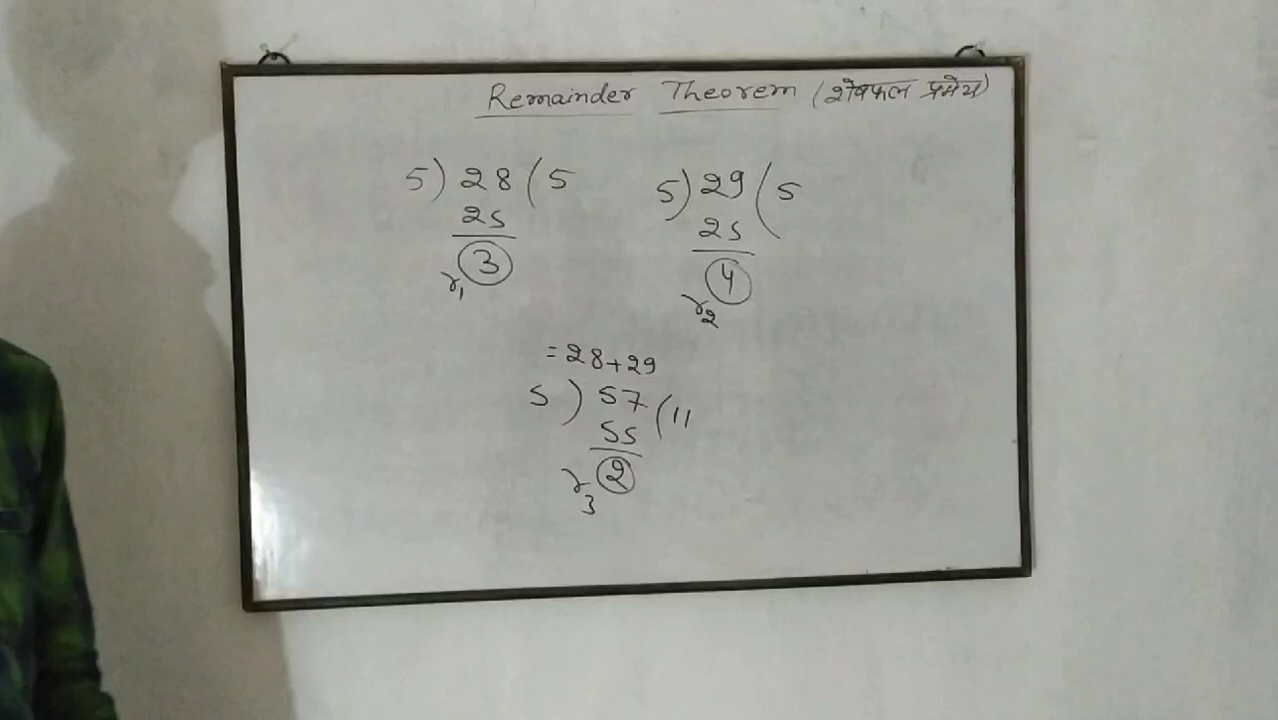 Remainder Theorem (शेषफल प्रमेय)
5) 28 ( 5
25
3
r1
5) 29 ( 5
25
4
r2
= 28+29
5 ) 57 ( 11
55
2
r3